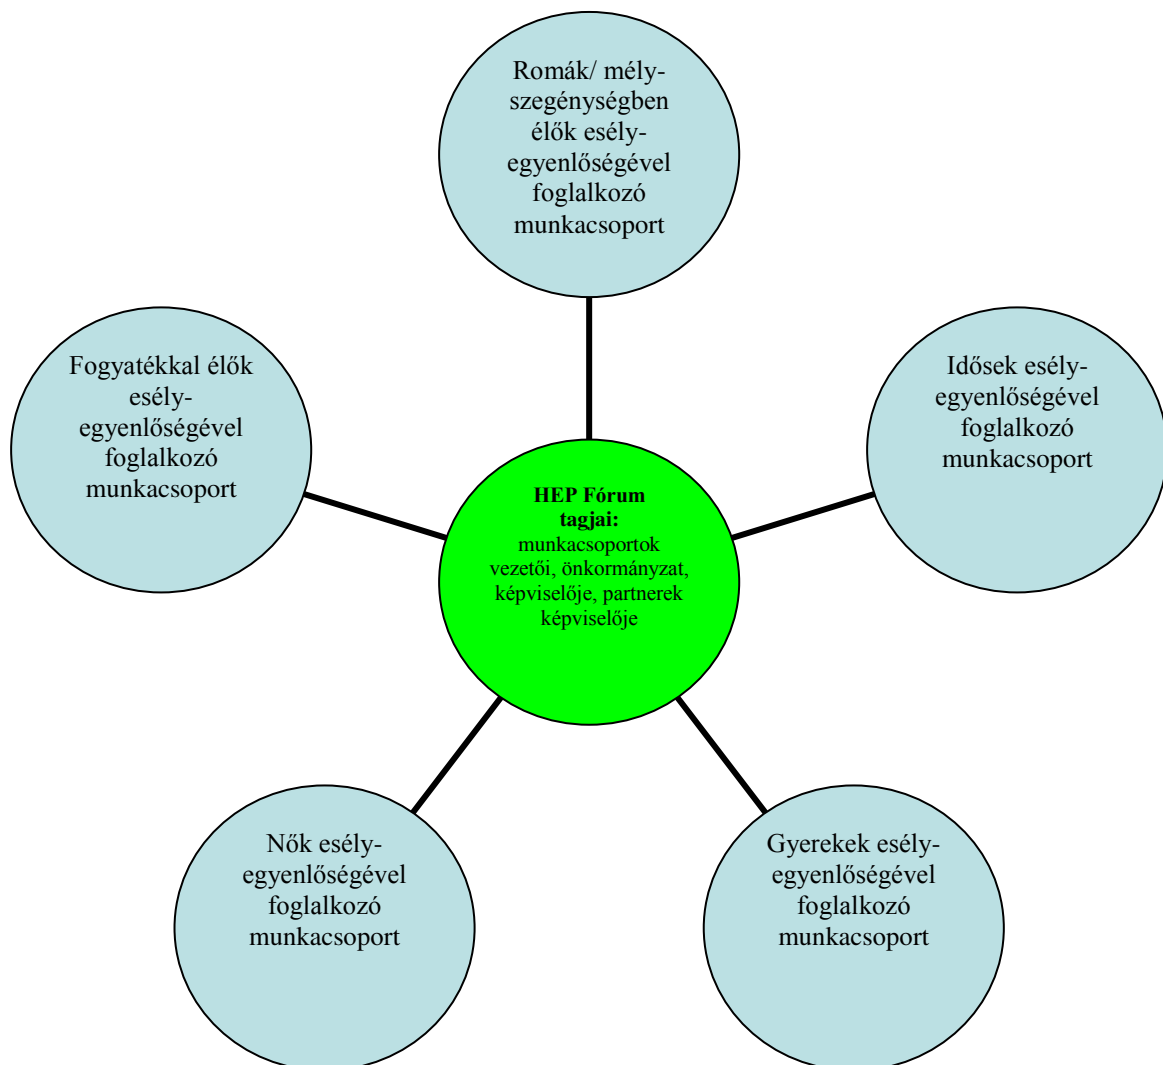 Romák/ mély-
szegénységben
élők esély-
egyenlőségével
foglalkozó
munkacsoport
Fogyatékkal élők
esély-
egyenlőségével
foglalkozó
munkacsoport
Idősek esély-
egyenlőségével
foglalkozó
munkacsoport
HEP Fórum
tagjai:
munkacsoportok
vezetői, önkormányzat,
képviselője, partnerek
képviselője
Nők esély-
egyenlőségével
foglalkozó
munkacsoport
Gyerekek esély-
egyenlőségével
foglalkozó
munkacsoport